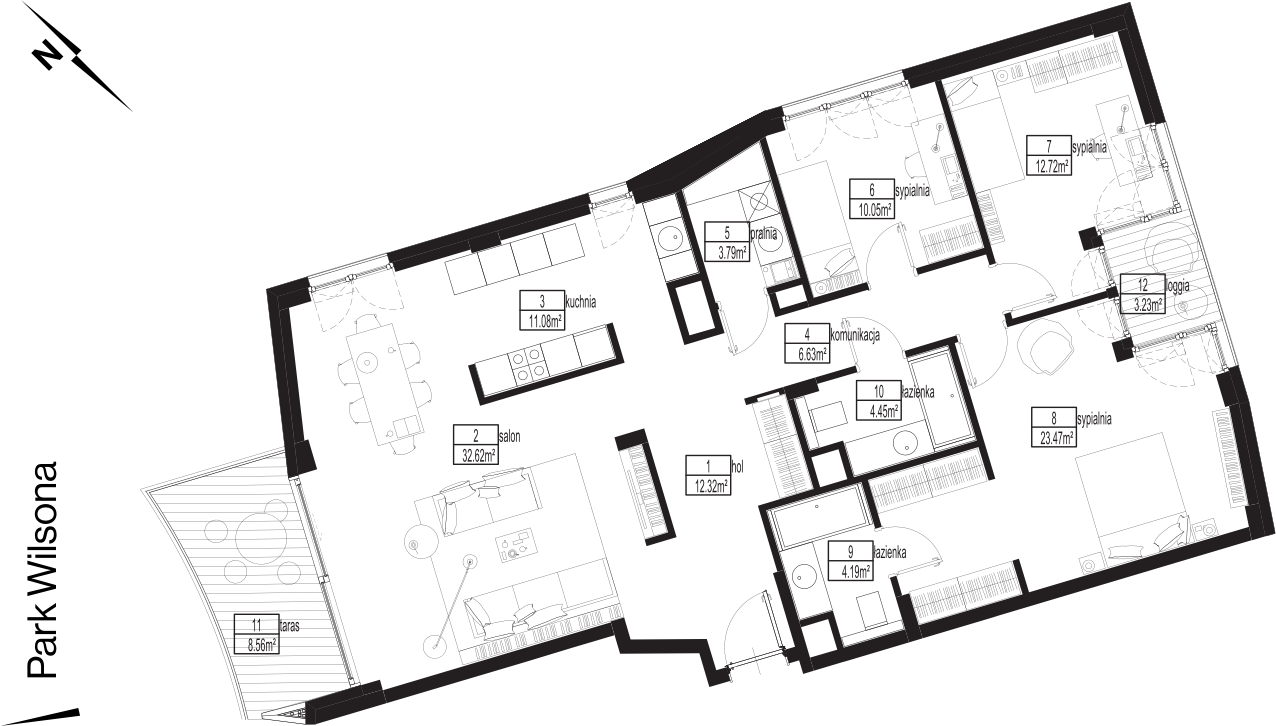 N
7
sypialnia
12.72m²
6
sypialnia
10.05m²
5
pralnia
3.79m²
12
loggia
3.23m²
3
kuchnia
11.08m²
4
komunikacja
6.63m²
10
łazienka
4.45m²
8
sypialnia
23.47m²
2
salon
32.62m²
1
hol
12.32m²
9
łazienka
4.19m²
11
taras
8.56m²
Park Wilsona